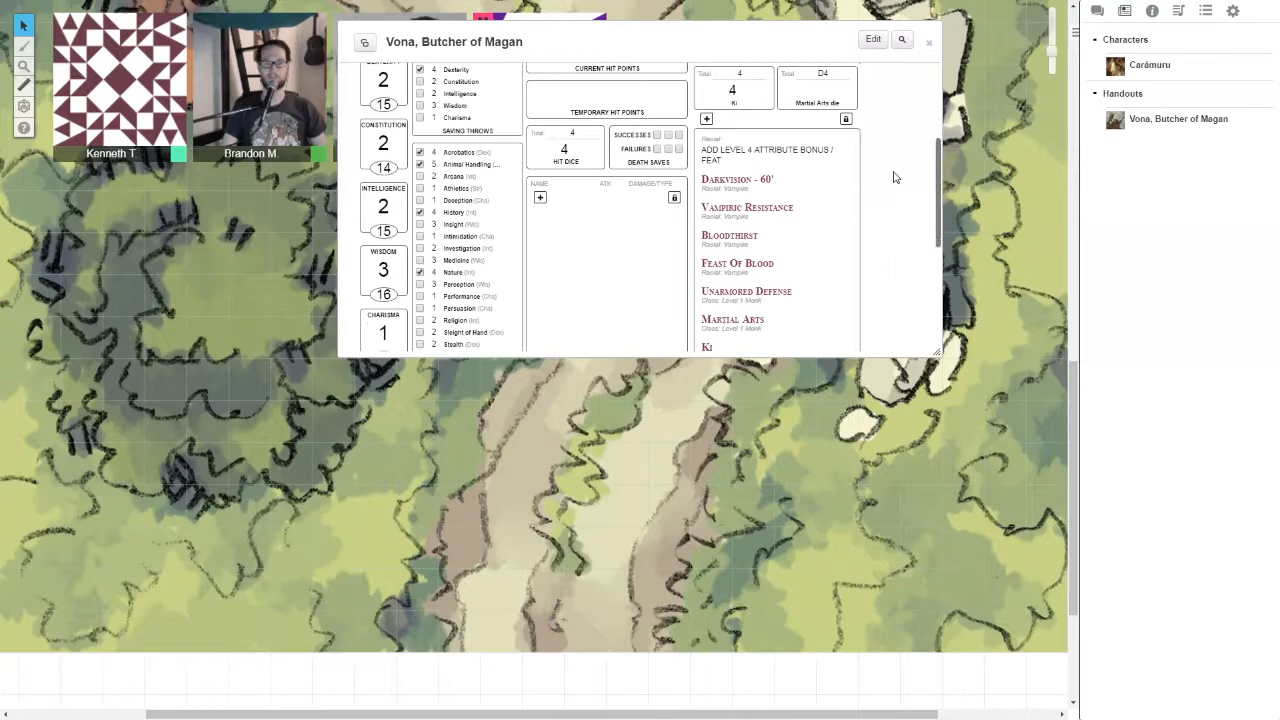 Vona, Butcher of Magan
Edit
DEXTERITY
2
15
CONSTITUTION
2
14
INTELLIGENCE
2
15
WISDOM
3
16
CHARISMA
1
4 Dexterity
2 Constitution
2 Intelligence
3 Wisdom
1 Charisma
SAVING THROWS
4 Acrobatics (Dex)
5 Animal Handling (...
2 Arcana (Int)
1 Athletics (Str)
1 Deception (Cha)
4 History (Int)
3 Insight (Wis)
1 Intimidation (Cha)
2 Investigation (Int)
3 Medicine (Wis)
4 Nature (Int)
3 Perception (Wis)
1 Performance (Cha)
1 Persuasion (Cha)
2 Religion (Int)
2 Sleight of Hand (Dex)
2 Stealth (Dex)
CURRENT HIT POINTS
TEMPORARY HIT POINTS
Total 4
4
HIT DICE
SUCCESSES
FAILURES
DEATH SAVES
NAME ATK DAMAGE/TYPE
Total 4
4
Ki
Total D4
Martial Arts die
Racial:
ADD LEVEL 4 ATTRIBUTE BONUS /
FEAT
DARKVISION - 60'
Racial: Vampire
VAMPIRIC RESISTANCE
Racial: Vampire
BLOODTHIRST
Racial: Vampire
FEAST OF BLOOD
Racial: Vampire
UNARMORED DEFENSE
Class: Level 1 Monk
MARTIAL ARTS
Class: Level 1 Monk
KI
Kenneth T.
Brandon M.
Characters
Carémuru
Handouts
Vona, Butcher of Magan